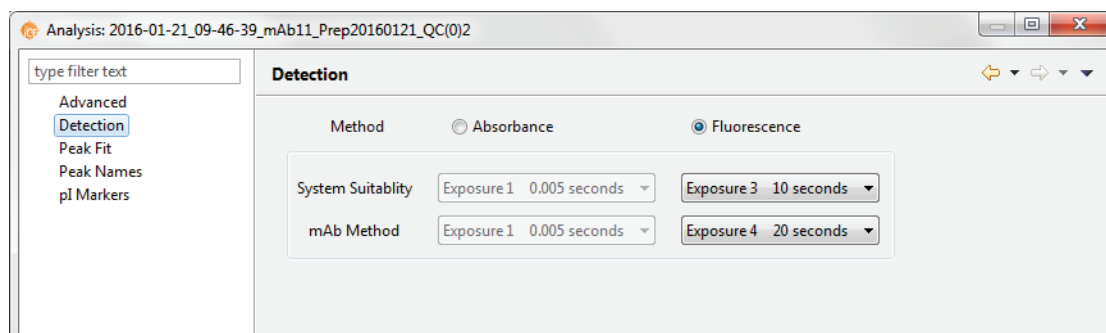 Analysis: 2016-01-21_09-46-39_mAb11_Prep20160121_QC(0)2
type filter text
Advanced
Detection
Peak Fit
Peak Names
pI Markers
Detection
Method Absorbance Fluorescence
System Suitablity Exposure 1 0.005 seconds Exposure 3 10 seconds
mAb Method Exposure 1 0.005 seconds Exposure 4 20 seconds